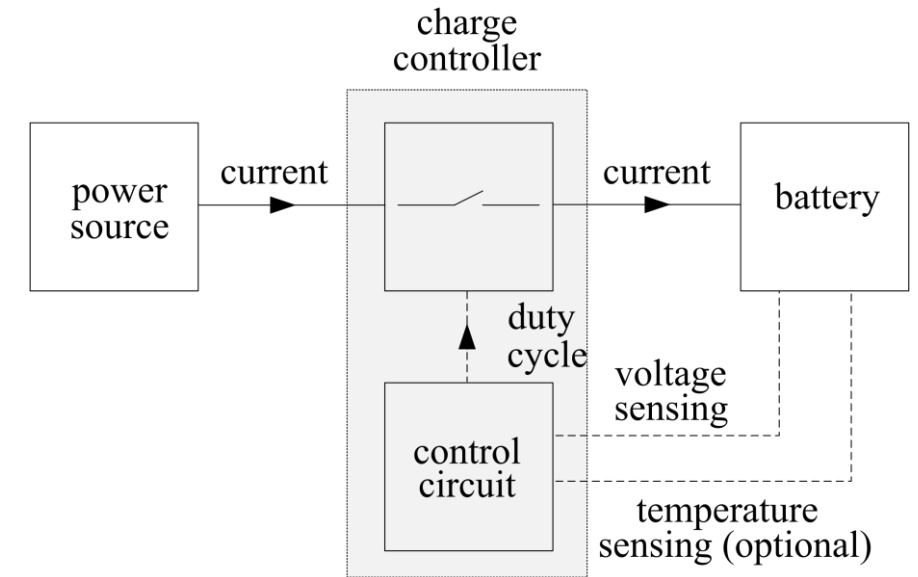 charge
controller
power
source
current
current
battery
duty
cycle
voltage
sensing
control
circuit
temperature
sensing (optional)